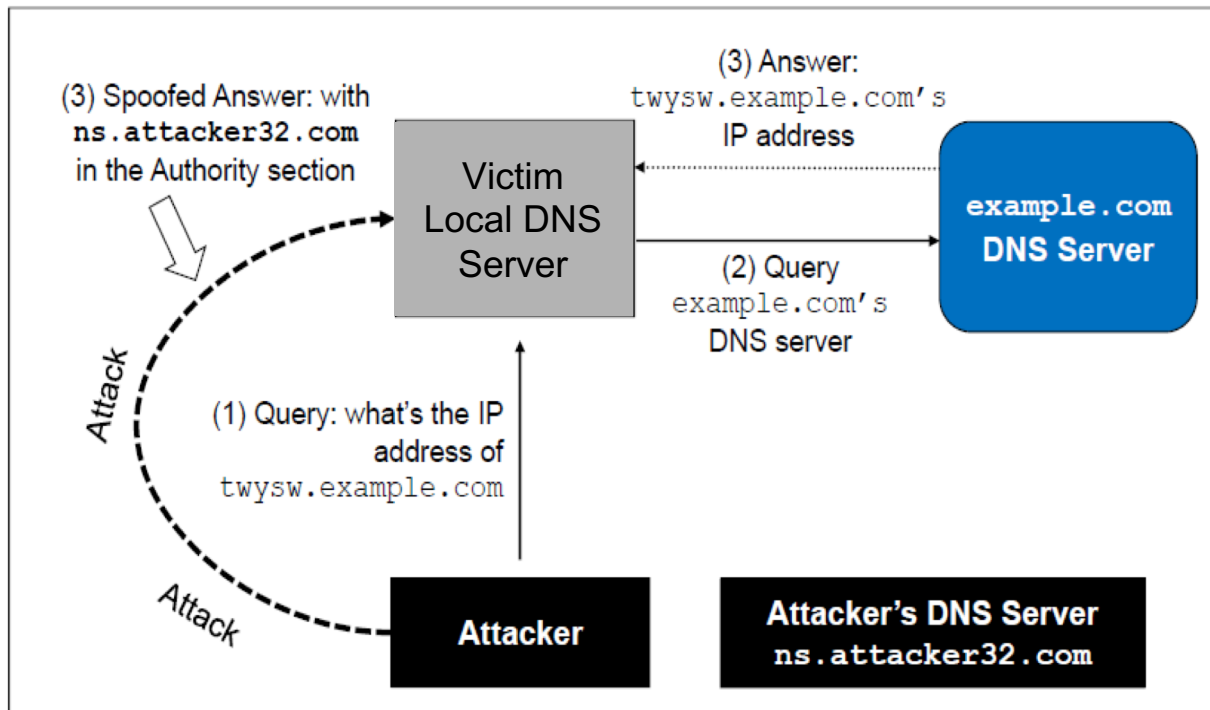 (3) Spoofed Answer: with
ns.attacker32.com
in the Authority section
(3) Answer:
twysw.example.com's
IP address
Victim
Local DNS
Server
example.com
DNS Server
(2) Query
example.com's
DNS server
Attack
(1) Query: what's the IP
address of
twysw.example.com
Attack
Attacker
Attacker's DNS Server
ns.attacker32.com